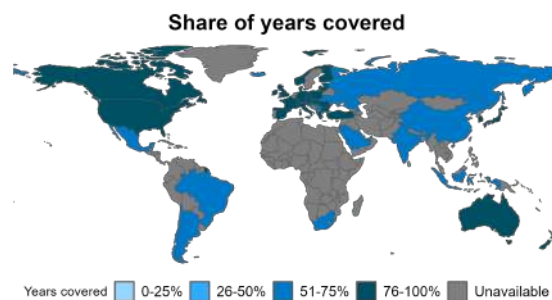 Share of years covered
Years covered 0-25% 26-50% 51-75% 76-100% Unavailable